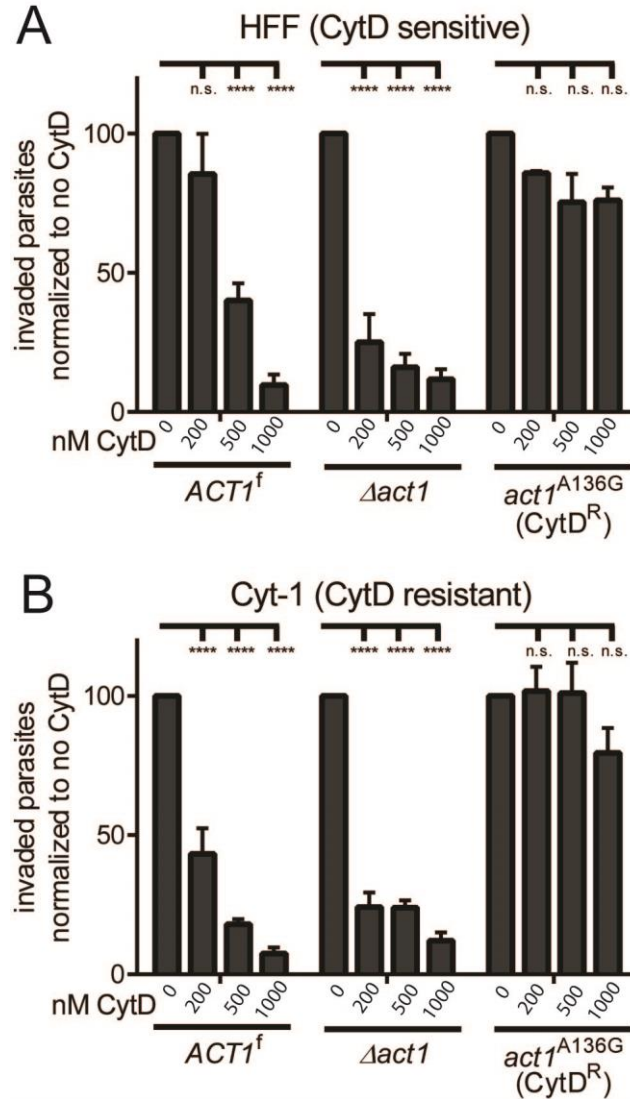 A
HFF (CytD sensitive)
n.s. **** **** **** **** **** n.s. n.s. n.s.
invaded parasites
normalized to no CytD
100
50
0
nM CytD 0 200 500 1000 0 200 500 1000 0 200 500 1000
ACT1f Δact1 act1A136G
(CytDR)
B
Cyt-1 (CytD resistant)
**** **** **** **** **** **** n.s. n.s. n.s.
invaded parasites
normalized to no CytD
100
50
0
nM CytD 0 200 500 1000 0 200 500 1000 0 200 500 1000
ACT1f Δact1 act1A136G
(CytDR)